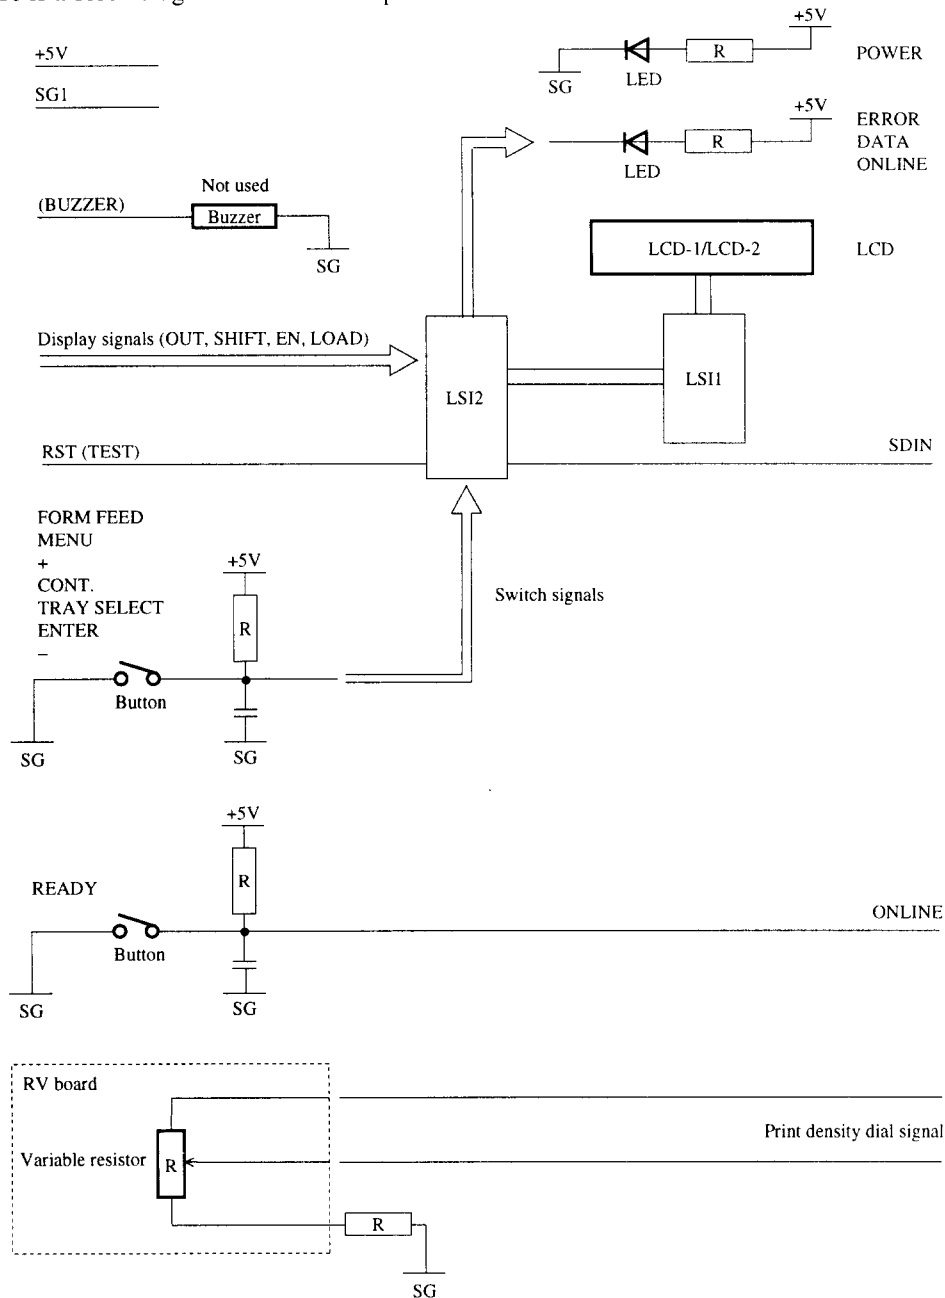 +5V
POWER
+5V
R
LED
SG
SG1
+5V
ERROR
DATA
ONLINE
R
LED
Not used
(BUZZER)
Buzzer
SG
LCD-1/LCD-2
LCD
Display signals (OUT, SHIFT, EN, LOAD)
LSI2
LSI1
RST (TEST)
SDIN
FORM FEED
MENU
+
CONT.
TRAY SELECT
ENTER
–
+5V
R
Switch signals
Button
SG
SG
+5V
R
READY
ONLINE
Button
SG
SG
RV board
Print density dial signal
Variable resistor
R
R
SG